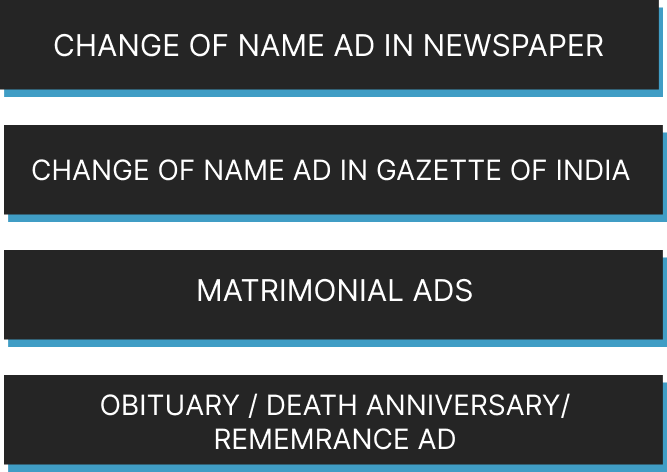 CHANGE OF NAME AD IN NEWSPAPER
CHANGE OF NAME AD IN GAZETTE OF INDIA
MATRIMONIAL ADS
OBITUARY / DEATH ANNIVERSARY/
REMEMRANCE AD